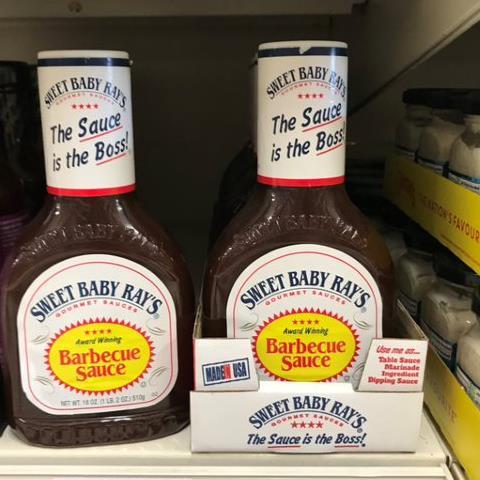 SWEET BABY RAY'S
GOURMET SAUCES
The Sauce
is the Boss!
SWEET BABY RAY'S
GOURMET SAUCES
Award Winning
Barbecue
Sauce
NET WT. 18 OZ. (1 LB. 2 OZ.) 510g
SWEET BABY RAY'S
GOURMET SAUCES
The Sauce
is the Boss!
SWEET BABY RAY'S
GOURMET SAUCES
Award Winning
Barbecue
Sauce
MADE IN USA
Use me as...
Table Sauce
Marinade
Ingredient
Dipping Sauce
SWEET BABY RAY'S
GOURMET SAUCES
The Sauce is the Boss!
NATION'S FAVOUR